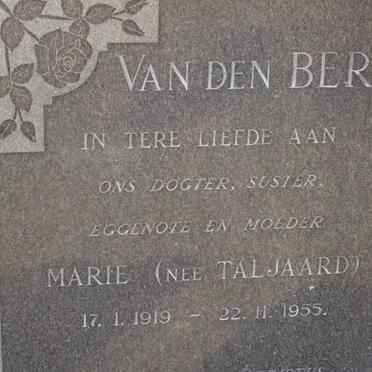 VAN DEN BER
IN TERE LIEFDE AAN
ONS DOGTER, SUSTER,
EGGENOTE EN MOEDER
MARIE (NEE TALJAARD)
17. 1. 1919 ~ 22. 11. 1955.